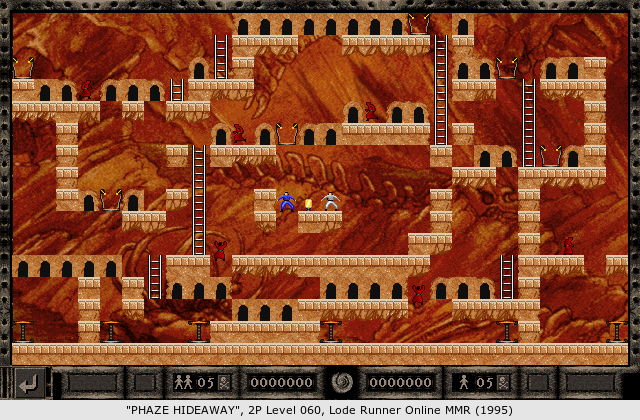 05 0000000 0000000 05
"PHAZE HIDEAWAY", 2P Level 060, Lode Runner Online MMR (1995)